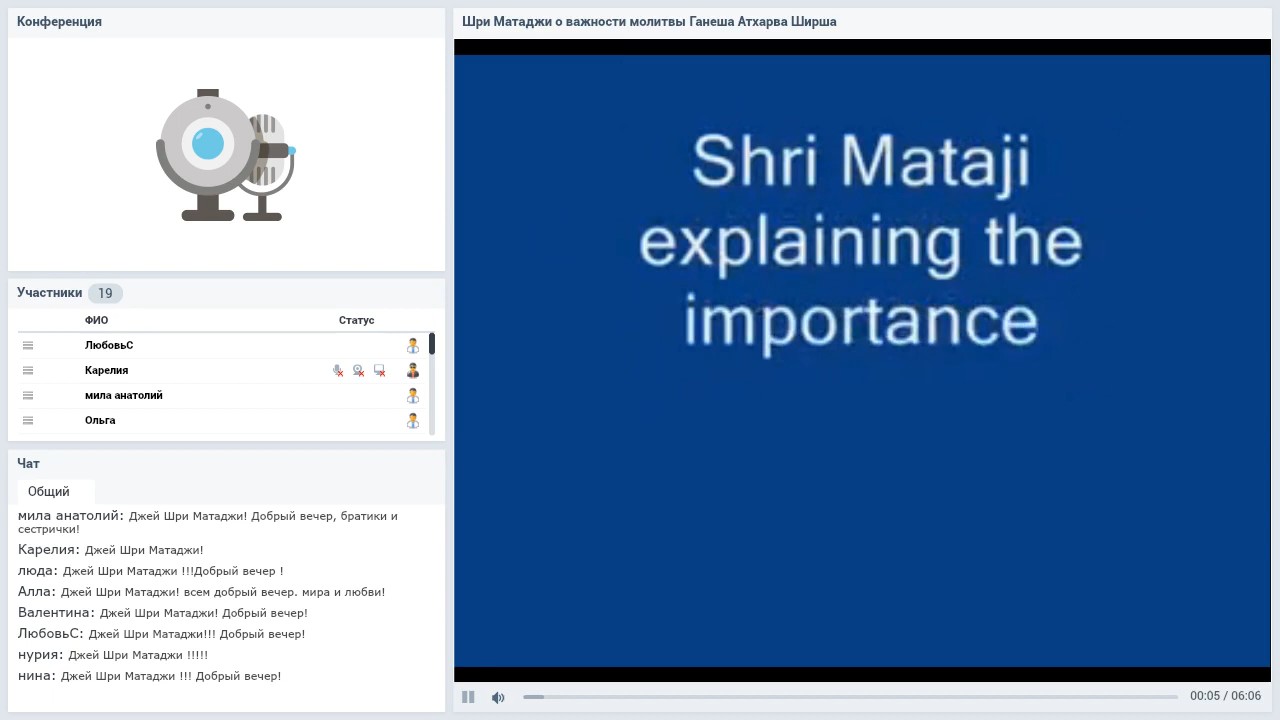 Конференция
Участники 19
ФИО Статус
ЛюбовьС
Карелия
мила анатолий
Ольга
Чат
Общий
мила анатолий: Джей Шри Матаджи! Добрый вечер, братики и
сестрички!
Карелия: Джей Шри Матаджи!
люда: Джей Шри Матаджи !!!Добрый вечер !
Алла: Джей Шри Матаджи! всем добрый вечер. мира и любви!
Валентина: Джей Шри Матаджи! Добрый вечер!
ЛюбовьС: Джей Шри Матаджи!!! Добрый вечер!
нурия: Джей Шри Матаджи !!!!!
нина: Джей Шри Матаджи !!! Добрый вечер!
Шри Матаджи о важности молитвы Ганеша Атхарва Ширша
Shri Mataji
explaining the
importance
00:05 / 06:06